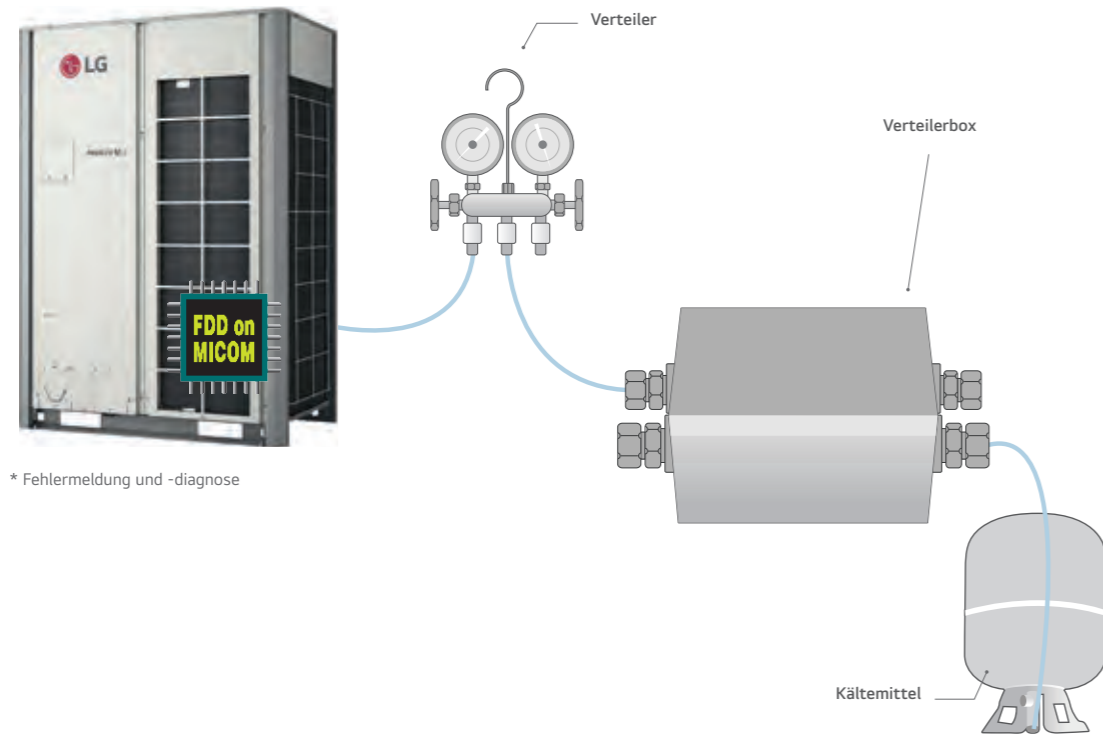 Verteiler
LG
Verteilerbox
FDD on
MICOM
* Fehlermeldung und -diagnose
Kältemittel